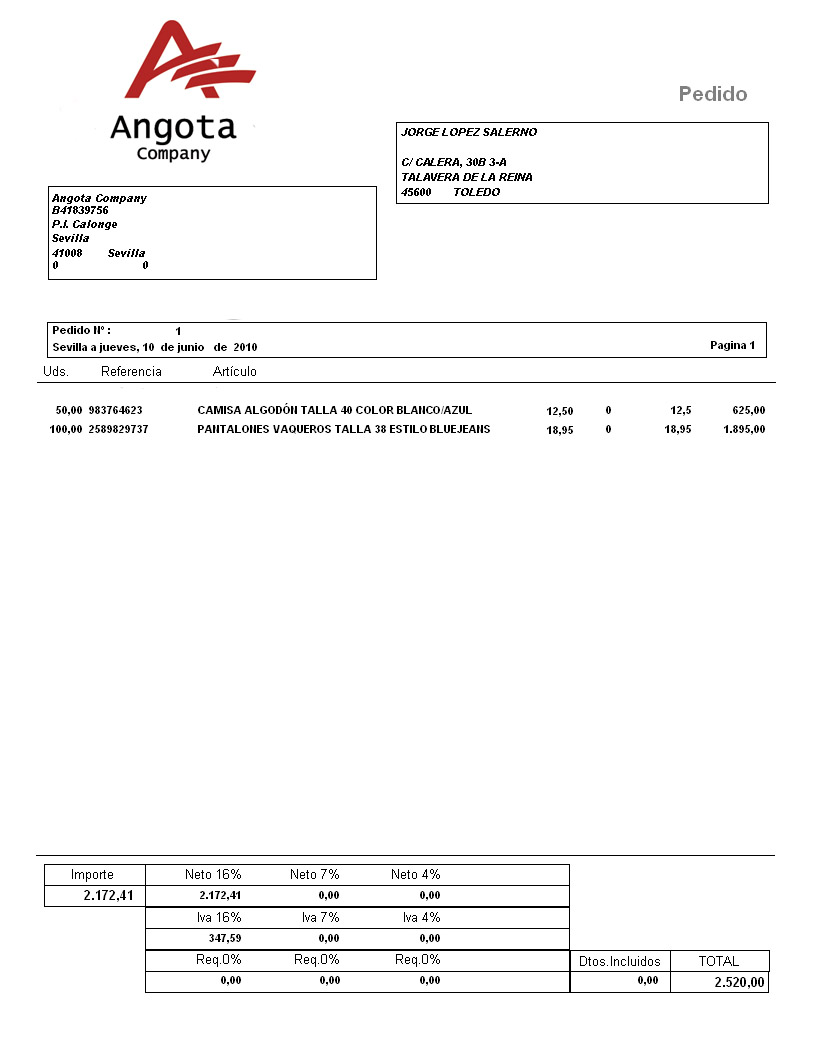 Angota
Company
Pedido
JORGE LOPEZ SALERNO
C/ CALERA, 30B 3-A
TALAVERA DE LA REINA
45600 TOLEDO
Angota Company
B41839756
P.I. Calonge
Sevilla
41008 Sevilla
0 0
Pedido Nº : 1
Sevilla a jueves, 10 de junio de 2010 Pagina 1
Uds. Referencia Artículo
50,00 983764623 CAMISA ALGODÓN TALLA 40 COLOR BLANCO/AZUL 12,50 0 12,5 625,00
100,00 2589829737 PANTALONES VAQUEROS TALLA 38 ESTILO BLUEJEANS 18,95 0 18,95 1.895,00
Importe Neto 16% Neto 7% Neto 4%
2.172,41 2.172,41 0,00 0,00
Iva 16% Iva 7% Iva 4%
347,59 0,00 0,00
Req.0% Req.0% Req.0% Dtos.Incluidos TOTAL
0,00 0,00 0,00 0,00 2.520,00